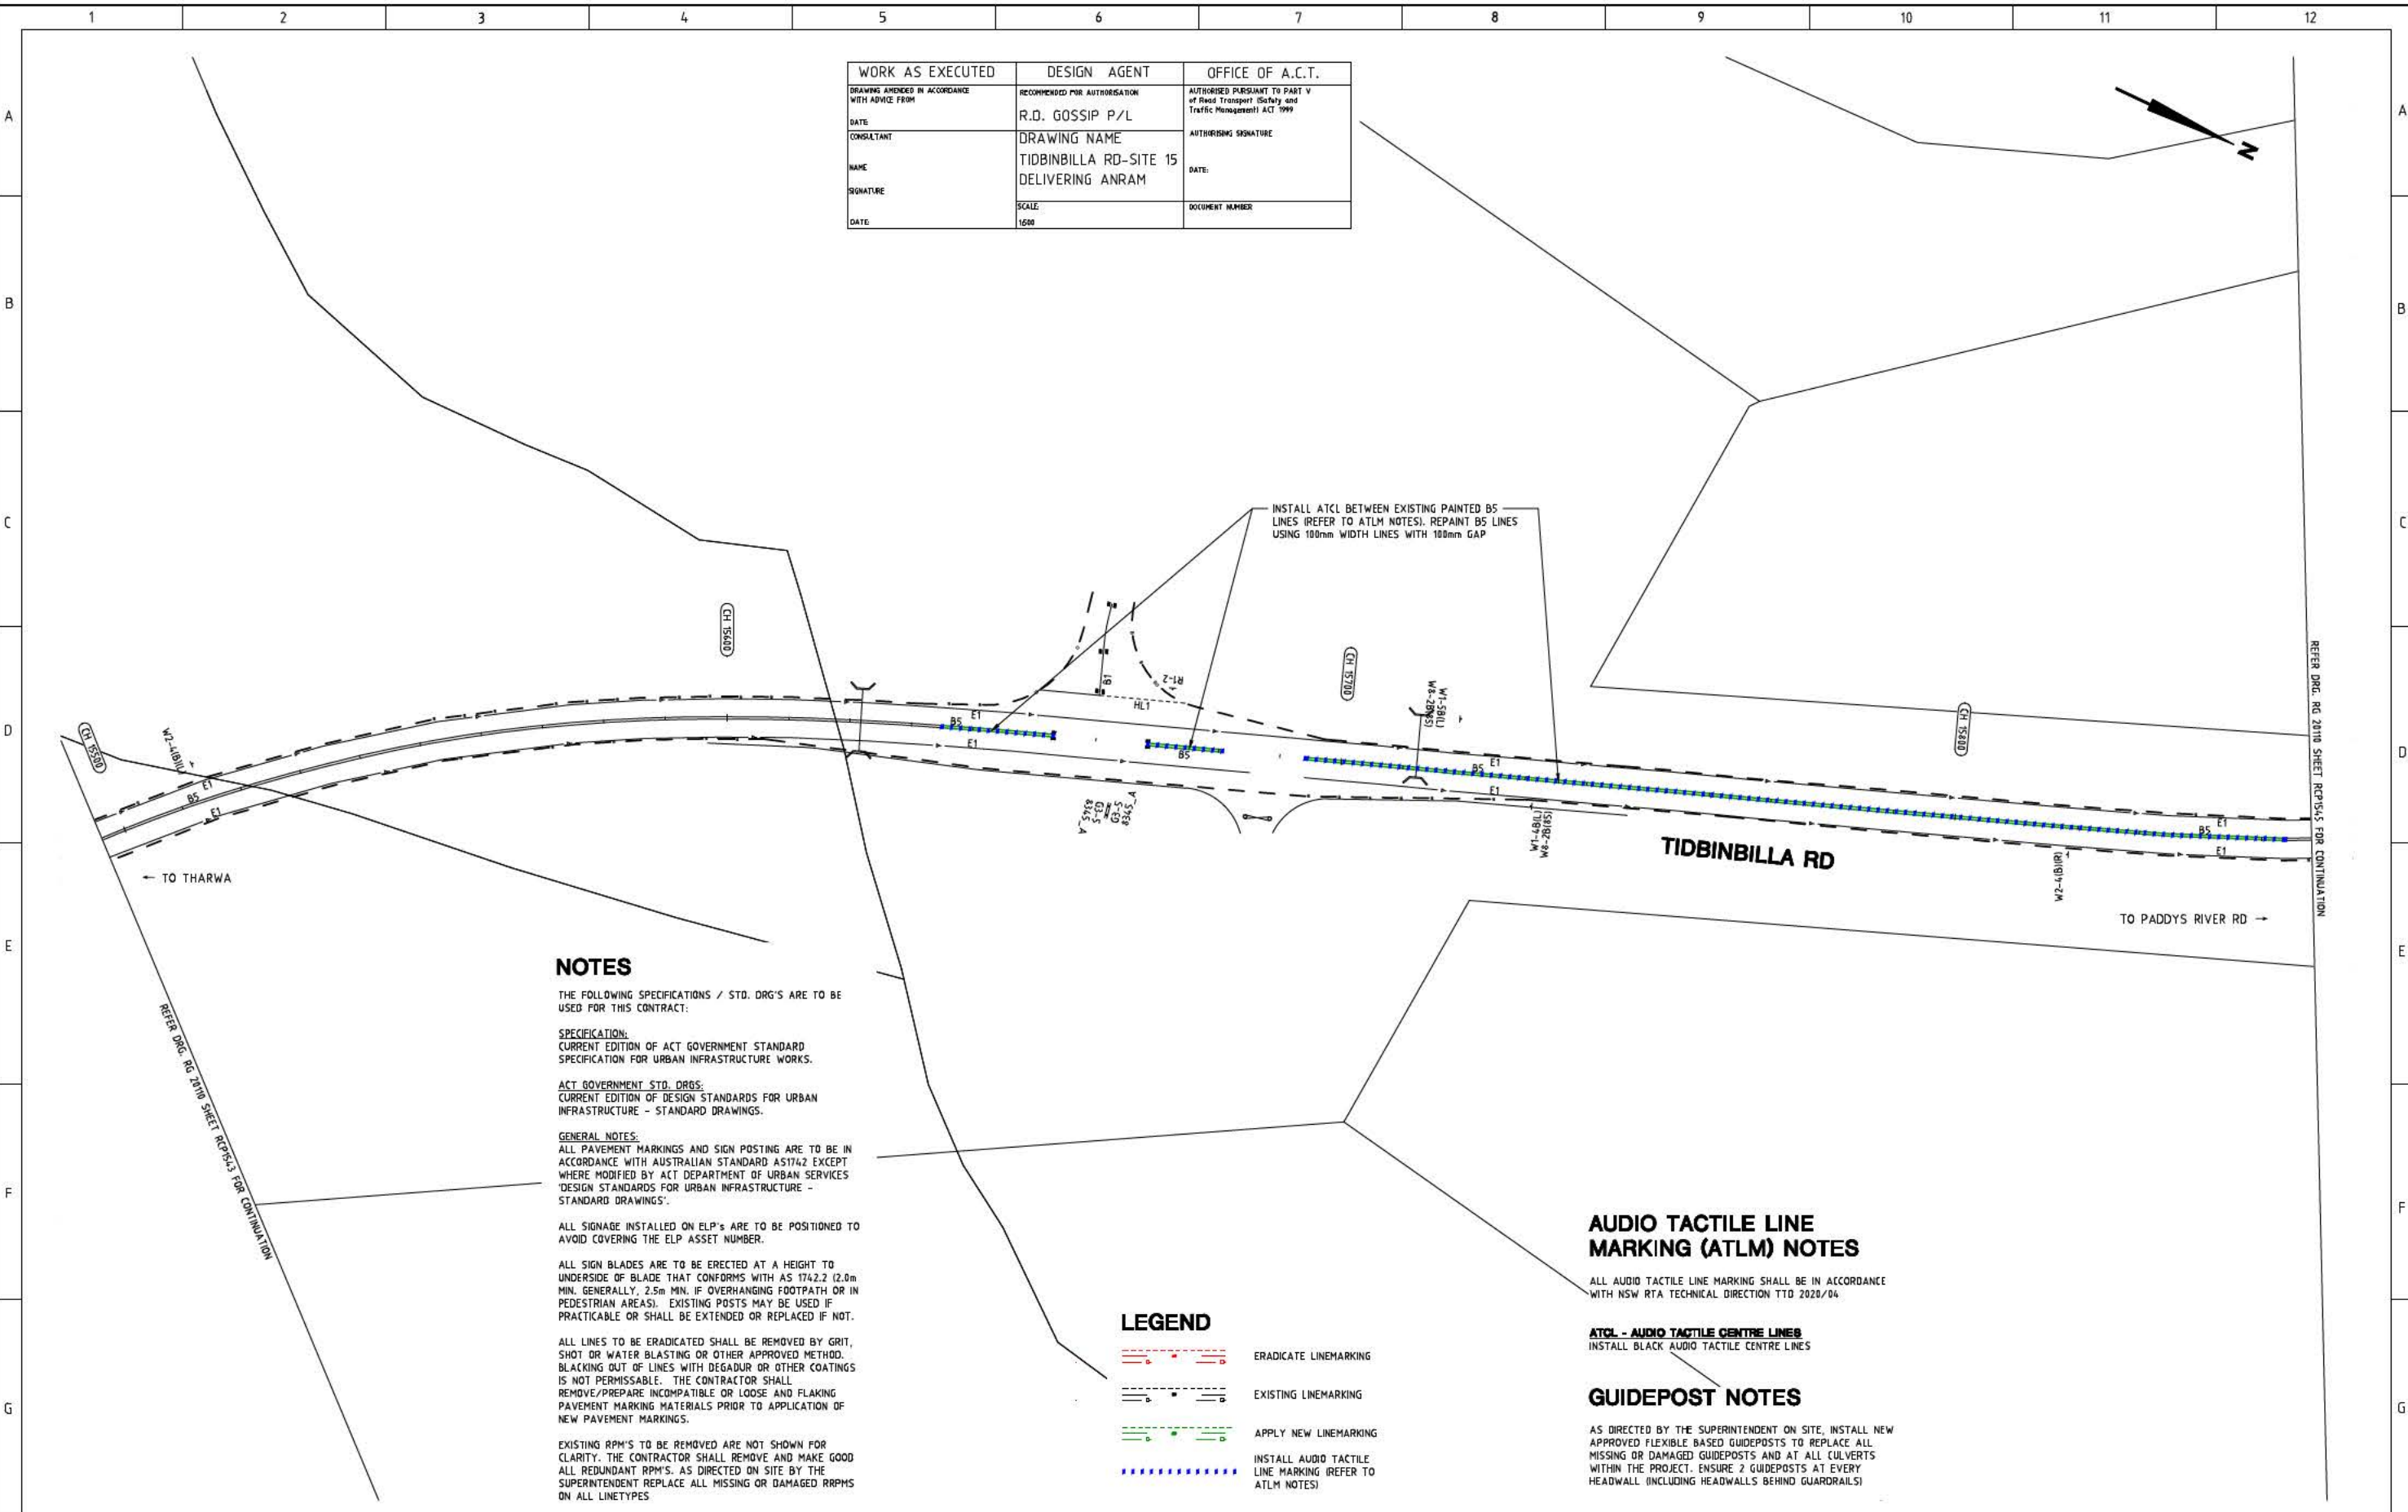 1 2 3 4 5 6 7 8 9 10 11 12
A A
B B
C C
D D
E E
F F
G G
WORK AS EXECUTED
DRAWING AMENDED IN ACCORDANCE
WITH ADVICE FROM
DATE:
CONSULTANT
NAME
SIGNATURE
DATE:
DESIGN AGENT
RECOMMENDED FOR AUTHORISATION
R.D. GOSSIP P/L
DRAWING NAME
TIDBINBILLA RD-SITE 15
DELIVERING ANRAM
SCALE:
1:500
OFFICE OF A.C.T.
AUTHORISED PURSUANT TO PART V
of Road Transport (Safety and
Traffic Management) ACT 1999
AUTHORISING SIGNATURE
DATE:
DOCUMENT NUMBER
N
INSTALL ATCL BETWEEN EXISTING PAINTED B5
LINES (REFER TO ATLM NOTES). REPAINT B5 LINES
USING 100mm WIDTH LINES WITH 100mm GAP
CH 15500
W2-4(B)(L)
E1
B5
E1
CH 15600
B5
E1
E1
B1
HL1
R1-2
B5
G3-5
8345_A
G3-5
8345_A
CH 15700
W1-5B(L)
W8-2B(85)
B5
E1
E1
W1-4B(L)
W8-2B(85)
CH 15800
E1
B5
E1
W2-4(B)(R)
TIDBINBILLA RD
← TO THARWA
TO PADDYS RIVER RD →
REFER DRG. RG 20110 SHEET RCP1543 FOR CONTINUATION
REFER DRG. RG 20110 SHEET RCP1545 FOR CONTINUATION
NOTES
THE FOLLOWING SPECIFICATIONS / STD. DRG'S ARE TO BE
USED FOR THIS CONTRACT:
SPECIFICATION:
CURRENT EDITION OF ACT GOVERNMENT STANDARD
SPECIFICATION FOR URBAN INFRASTRUCTURE WORKS.
ACT GOVERNMENT STD. DRGS:
CURRENT EDITION OF DESIGN STANDARDS FOR URBAN
INFRASTRUCTURE - STANDARD DRAWINGS.
GENERAL NOTES:
ALL PAVEMENT MARKINGS AND SIGN POSTING ARE TO BE IN
ACCORDANCE WITH AUSTRALIAN STANDARD AS1742 EXCEPT
WHERE MODIFIED BY ACT DEPARTMENT OF URBAN SERVICES
'DESIGN STANDARDS FOR URBAN INFRASTRUCTURE -
STANDARD DRAWINGS'.
ALL SIGNAGE INSTALLED ON ELP's ARE TO BE POSITIONED TO
AVOID COVERING THE ELP ASSET NUMBER.
ALL SIGN BLADES ARE TO BE ERECTED AT A HEIGHT TO
UNDERSIDE OF BLADE THAT CONFORMS WITH AS 1742.2 (2.0m
MIN. GENERALLY, 2.5m MIN. IF OVERHANGING FOOTPATH OR IN
PEDESTRIAN AREAS). EXISTING POSTS MAY BE USED IF
PRACTICABLE OR SHALL BE EXTENDED OR REPLACED IF NOT.
ALL LINES TO BE ERADICATED SHALL BE REMOVED BY GRIT,
SHOT OR WATER BLASTING OR OTHER APPROVED METHOD.
BLACKING OUT OF LINES WITH DEGADUR OR OTHER COATINGS
IS NOT PERMISSABLE. THE CONTRACTOR SHALL
REMOVE/PREPARE INCOMPATIBLE OR LOOSE AND FLAKING
PAVEMENT MARKING MATERIALS PRIOR TO APPLICATION OF
NEW PAVEMENT MARKINGS.
EXISTING RPM'S TO BE REMOVED ARE NOT SHOWN FOR
CLARITY. THE CONTRACTOR SHALL REMOVE AND MAKE GOOD
ALL REDUNDANT RPM'S. AS DIRECTED ON SITE BY THE
SUPERINTENDENT REPLACE ALL MISSING OR DAMAGED RRPMS
ON ALL LINETYPES
LEGEND
ERADICATE LINEMARKING
EXISTING LINEMARKING
APPLY NEW LINEMARKING
INSTALL AUDIO TACTILE
LINE MARKING (REFER TO
ATLM NOTES)
AUDIO TACTILE LINE
MARKING (ATLM) NOTES
ALL AUDIO TACTILE LINE MARKING SHALL BE IN ACCORDANCE
WITH NSW RTA TECHNICAL DIRECTION TTD 2020/04
ATCL - AUDIO TACTILE CENTRE LINES
INSTALL BLACK AUDIO TACTILE CENTRE LINES
GUIDEPOST NOTES
AS DIRECTED BY THE SUPERINTENDENT ON SITE, INSTALL NEW
APPROVED FLEXIBLE BASED GUIDEPOSTS TO REPLACE ALL
MISSING OR DAMAGED GUIDEPOSTS AND AT ALL CULVERTS
WITHIN THE PROJECT. ENSURE 2 GUIDEPOSTS AT EVERY
HEADWALL (INCLUDING HEADWALLS BEHIND GUARDRAILS)